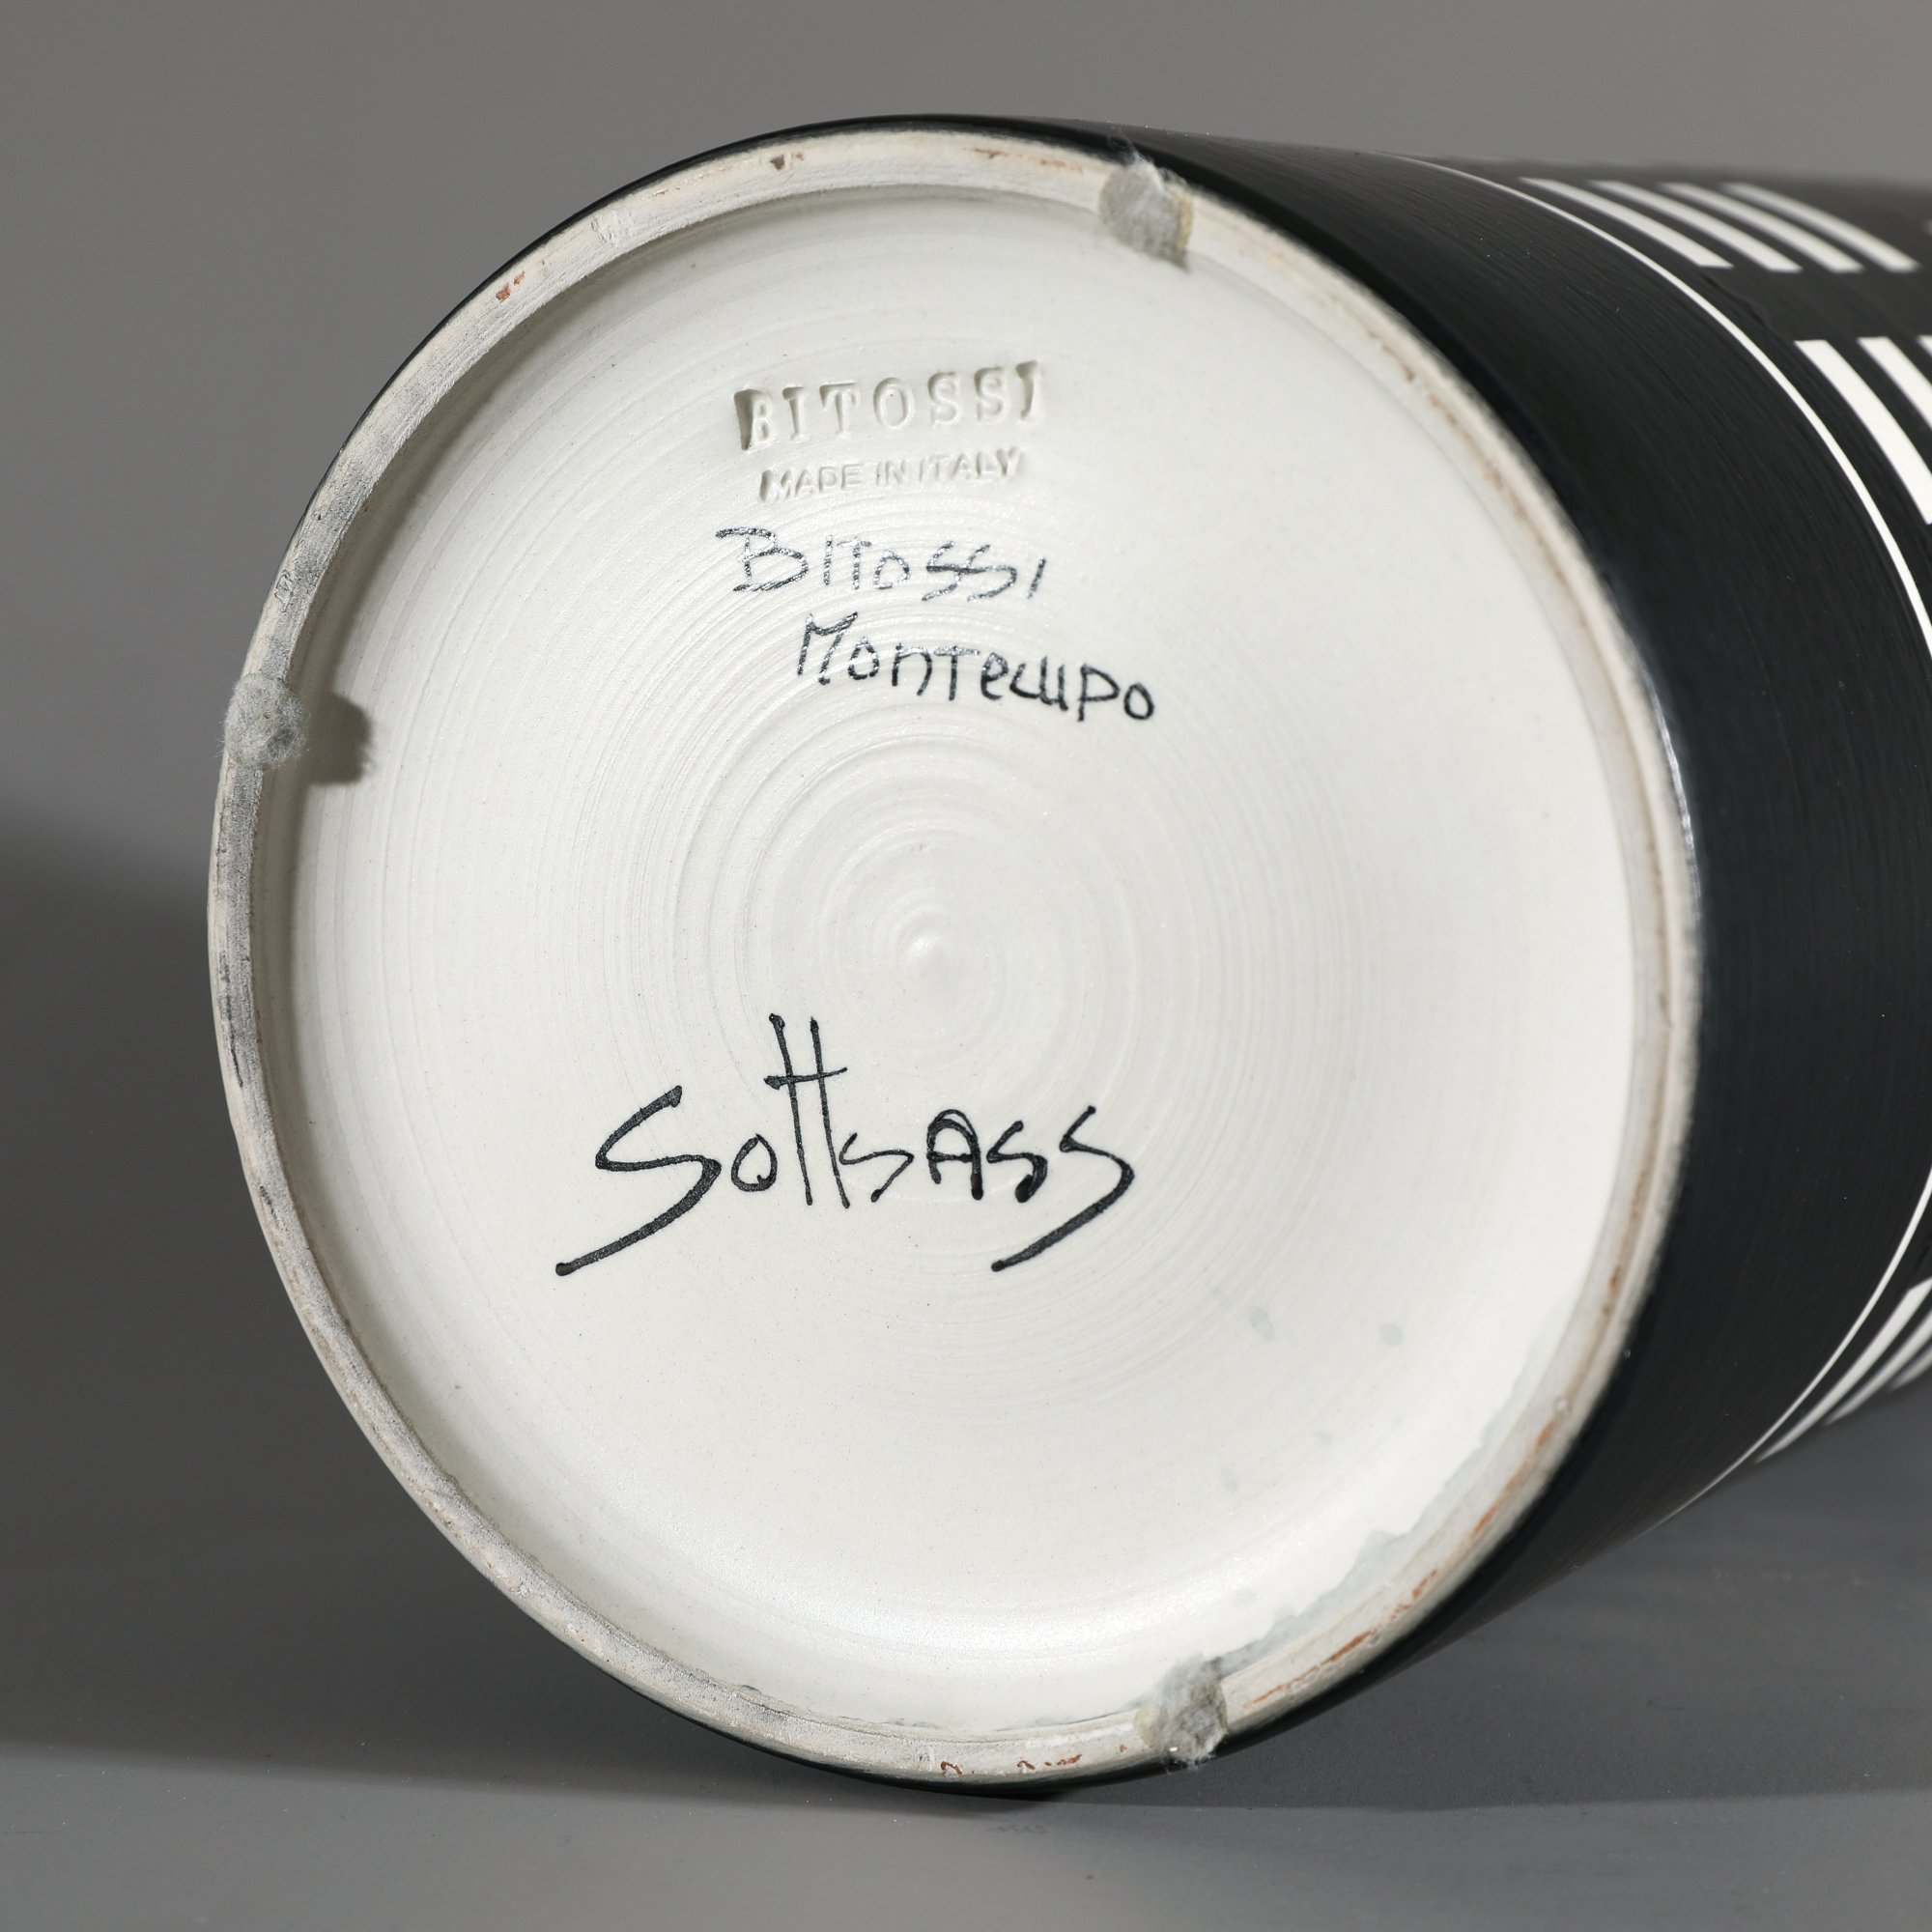 BITOSSI
MADE IN ITALY
BITOSSI
MONTELUPO
SOTTSASS